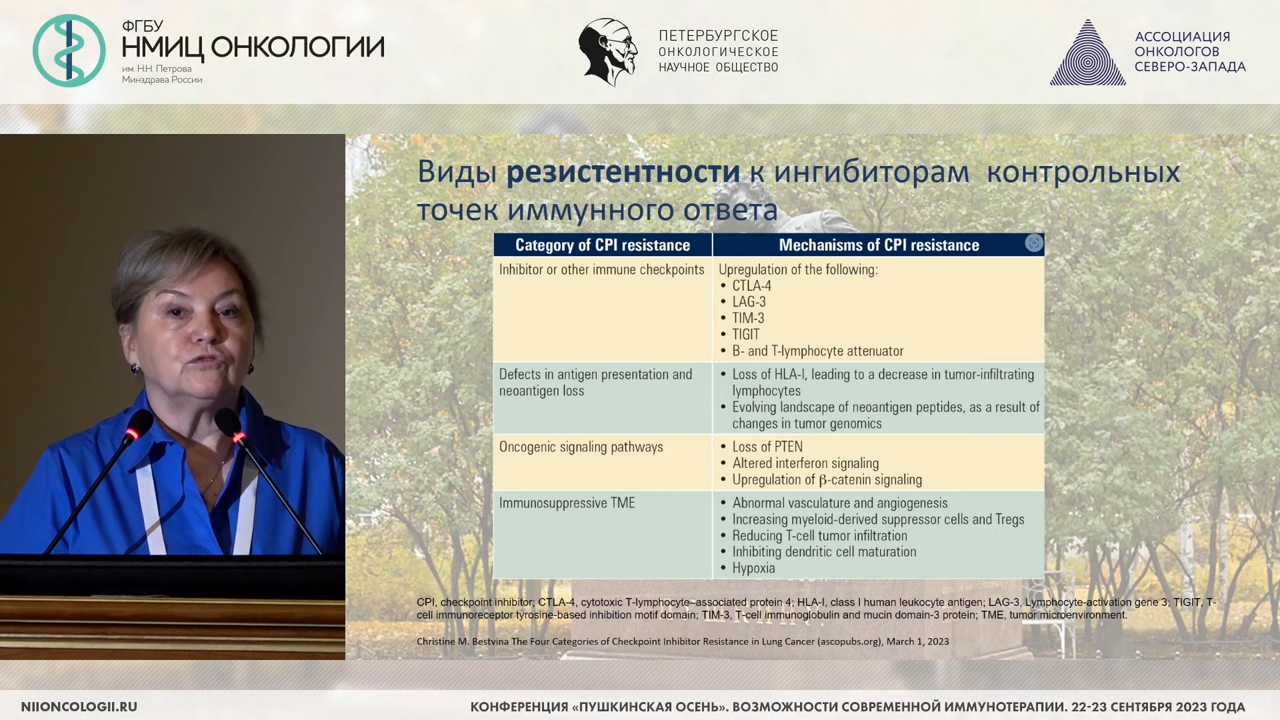 ФГБУ
НМИЦ ОНКОЛОГИИ
им. Н.Н. Петрова
Минздрава России
ПЕТЕРБУРГСКОЕ
ОНКОЛОГИЧЕСКОЕ
НАУЧНОЕ ОБЩЕСТВО
АССОЦИАЦИЯ
ОНКОЛОГОВ
СЕВЕРО-ЗАПАДА
Виды резистентности к ингибиторам контрольных
точек иммунного ответа
Category of CPI resistance
Mechanisms of CPI resistance
Inhibitor or other immune checkpoints
Upregulation of the following:
• CTLA-4
• LAG-3
• TIM-3
• TIGIT
• B- and T-lymphocyte attenuator
Defects in antigen presentation and
neoantigen loss
• Loss of HLA-I, leading to a decrease in tumor-infiltrating
lymphocytes
• Evolving landscape of neoantigen peptides, as a result of
changes in tumor genomics
Oncogenic signaling pathways
• Loss of PTEN
• Altered interferon signaling
• Upregulation of β-catenin signaling
Immunosuppressive TME
• Abnormal vasculature and angiogenesis
• Increasing myeloid-derived suppressor cells and Tregs
• Reducing T-cell tumor infiltration
• Inhibiting dendritic cell maturation
• Hypoxia
CPI, checkpoint inhibitor; CTLA-4, cytotoxic T-lymphocyte–associated protein 4; HLA-I, class I human leukocyte antigen; LAG-3, Lymphocyte-activation gene 3; TIGIT, T-
cell immunoreceptor tyrosine-based inhibition motif domain; TIM-3, T-cell immunoglobulin and mucin domain-3 protein; TME, tumor microenvironment.
Christine M. Bestvina The Four Categories of Checkpoint Inhibitor Resistance in Lung Cancer (ascopubs.org), March 1, 2023
NIIONCOLOGII.RU
КОНФЕРЕНЦИЯ «ПУШКИНСКАЯ ОСЕНЬ». ВОЗМОЖНОСТИ СОВРЕМЕННОЙ ИММУНОТЕРАПИИ. 22-23 СЕНТЯБРЯ 2023 ГОДА